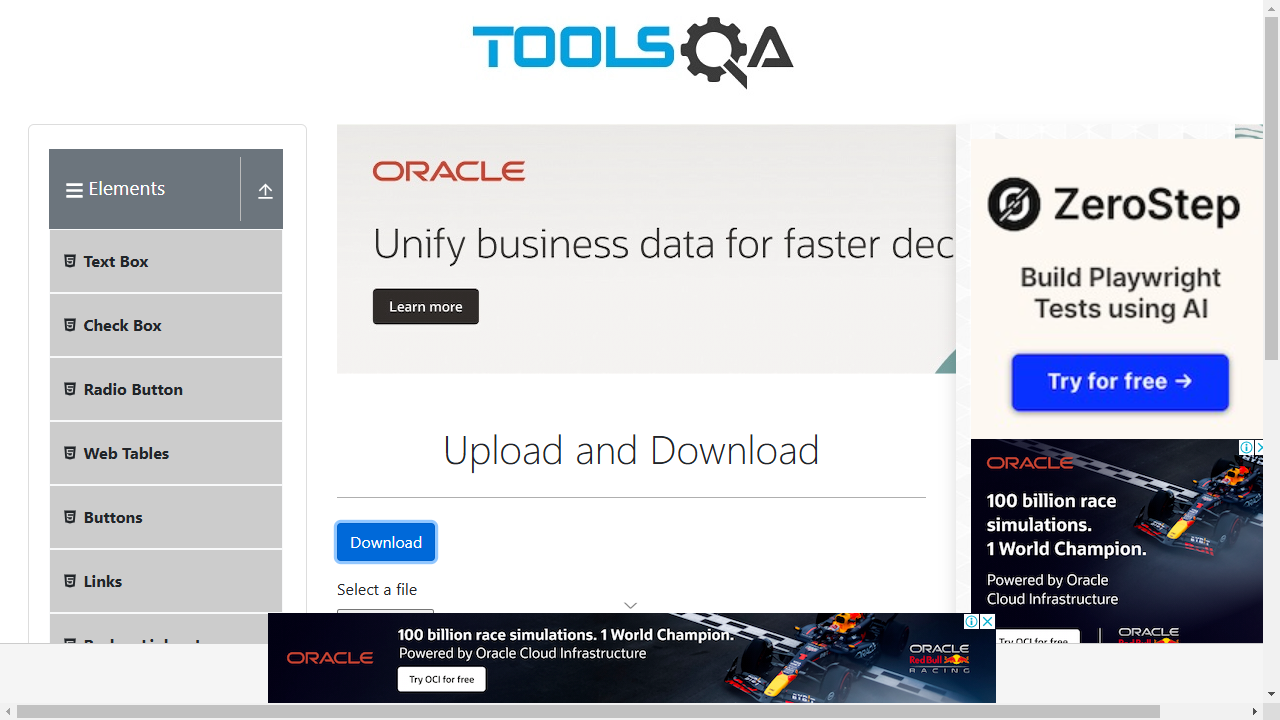 TOOLSQA
Elements
Text Box
Check Box
Radio Button
Web Tables
Buttons
Links
ORACLE
Unify business data for faster dec
Learn more
Upload and Download
Download
Select a file
ZeroStep
Build Playwright
Tests using AI
Try for free →
ORACLE
100 billion race
simulations.
1 World Champion.
Powered by Oracle
Cloud Infrastructure
Try OCI for free
ORACLE
Red Bull
ORACLE
100 billion race simulations. 1 World Champion.
Powered by Oracle Cloud Infrastructure
Try OCI for free
ORACLE
Red Bull
RACING